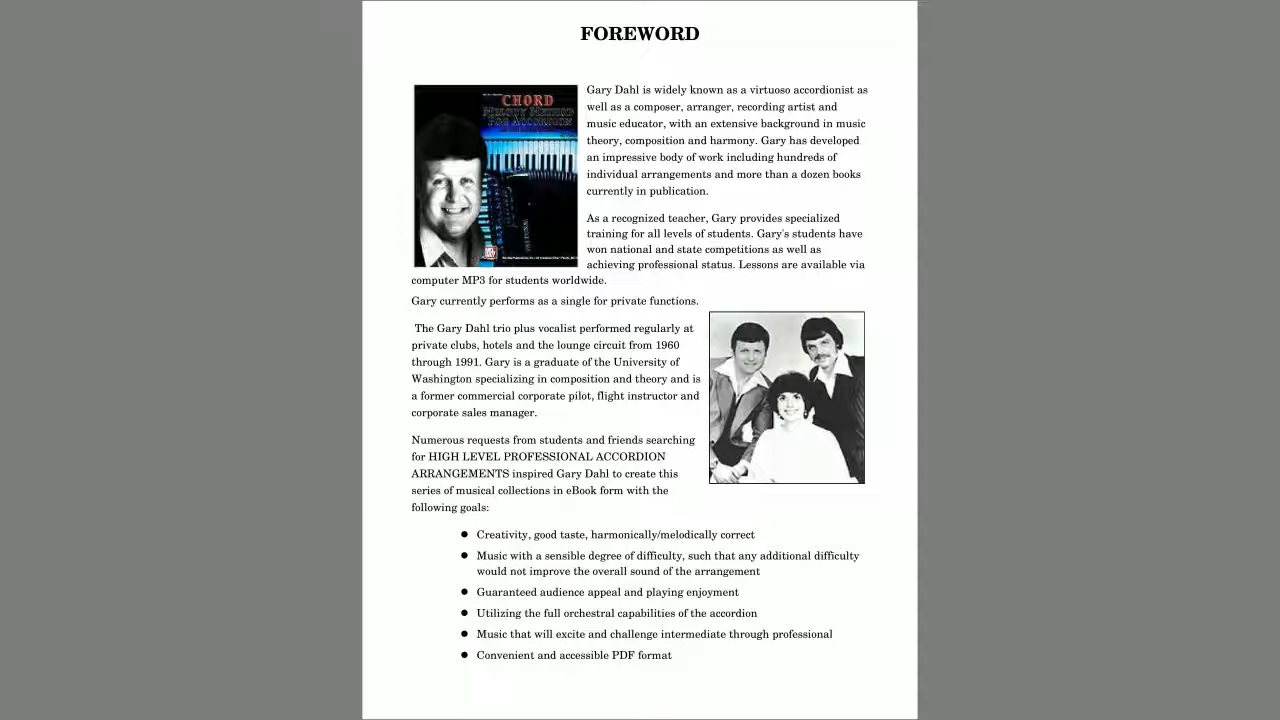 FOREWORD
CHORD
MELODY METHOD
FOR ACCORDION
Gary Dahl is widely known as a virtuoso accordionist as
well as a composer, arranger, recording artist and
music educator, with an extensive background in music
theory, composition and harmony. Gary has developed
an impressive body of work including hundreds of
individual arrangements and more than a dozen books
currently in publication.
As a recognized teacher, Gary provides specialized
training for all levels of students. Gary's students have
won national and state competitions as well as
achieving professional status. Lessons are available via
computer MP3 for students worldwide.
Gary currently performs as a single for private functions.
The Gary Dahl trio plus vocalist performed regularly at
private clubs, hotels and the lounge circuit from 1960
through 1991. Gary is a graduate of the University of
Washington specializing in composition and theory and is
a former commercial corporate pilot, flight instructor and
corporate sales manager.
Numerous requests from students and friends searching
for HIGH LEVEL PROFESSIONAL ACCORDION
ARRANGEMENTS inspired Gary Dahl to create this
series of musical collections in eBook form with the
following goals:
● Creativity, good taste, harmonically/melodically correct
● Music with a sensible degree of difficulty, such that any additional difficulty
would not improve the overall sound of the arrangement
● Guaranteed audience appeal and playing enjoyment
● Utilizing the full orchestral capabilities of the accordion
● Music that will excite and challenge intermediate through professional
● Convenient and accessible PDF format